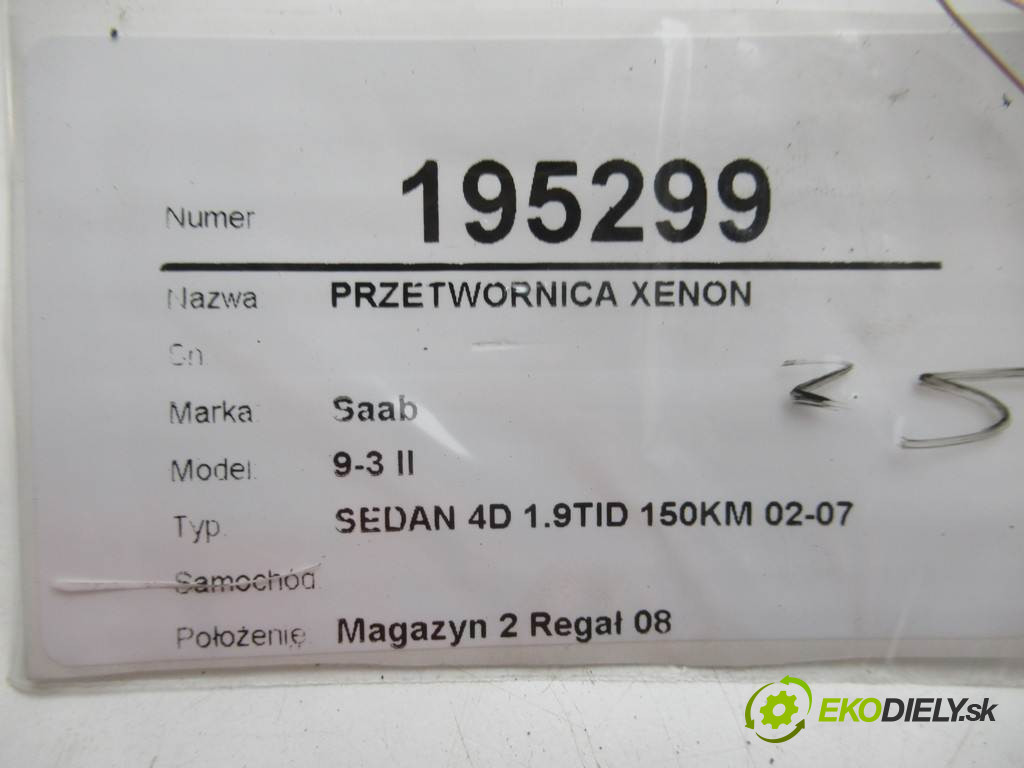 Numer 195299
Nazwa PRZETWORNICA XENON
Sn
Marka Saab
Model: 9-3 II
Typ: SEDAN 4D 1.9TID 150KM 02-07
Samochód:
Położenie: Magazyn 2 Regał 08
35
EKODIELY.sk